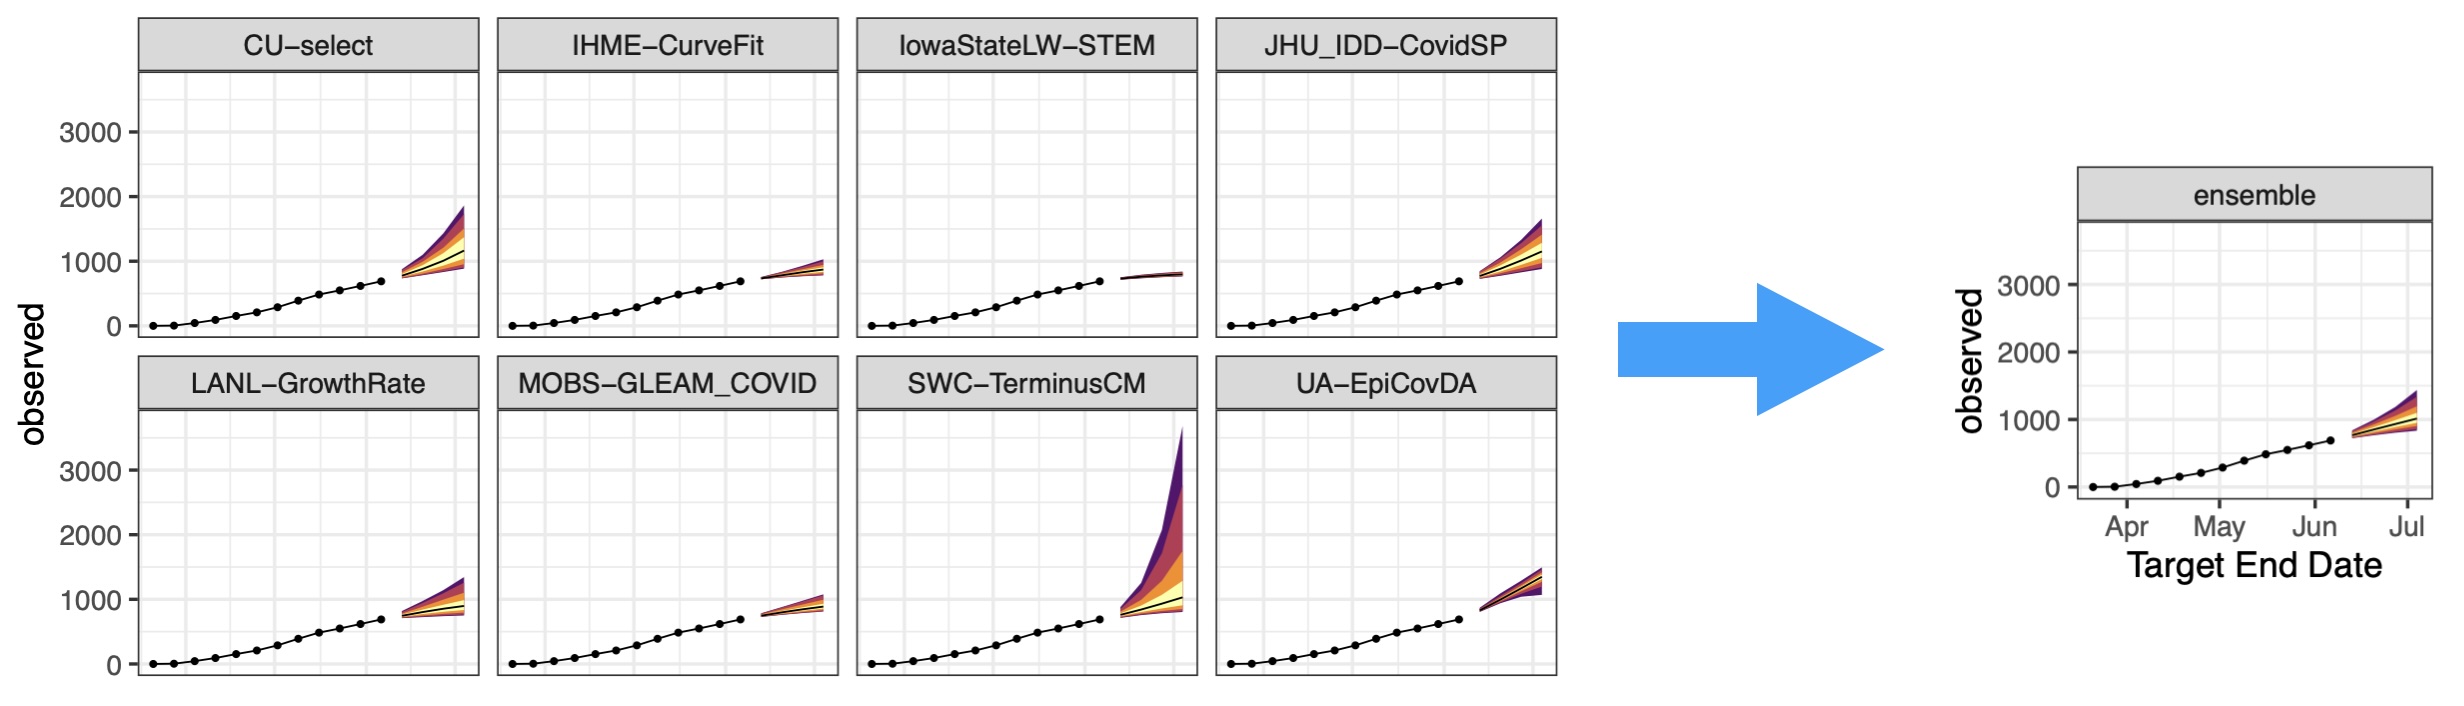 CU−select
IHME−CurveFit
IowaStateLW−STEM
JHU_IDD−CovidSP
3000
2000
1000
0
LANL−GrowthRate
MOBS−GLEAM_COVID
SWC−TerminusCM
UA−EpiCovDA
3000
2000
1000
0
observed
ensemble
3000
2000
1000
0
observed
Apr May Jun Jul
Target End Date